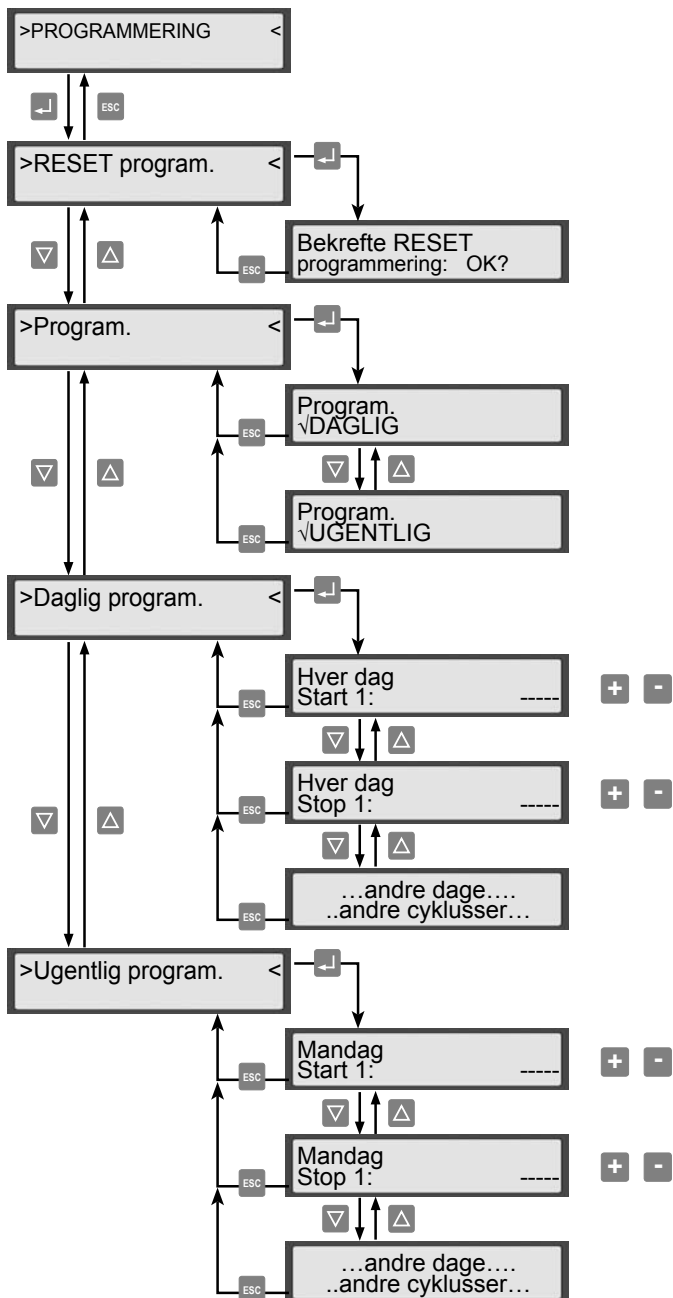 >PROGRAMMERING <
ESC
>RESET program. <
Bekrefte RESET
programmering: OK?
ESC
>Program. <
Program.
√DAGLIG
ESC
Program.
√UGENTLIG
ESC
>Daglig program. <
Hver dag
Start 1: -----
+ -
ESC
Hver dag
Stop 1: -----
+ -
ESC
…andre dage….
..andre cyklusser…
ESC
>Ugentlig program. <
Mandag
Start 1: -----
+ -
ESC
Mandag
Stop 1: -----
+ -
ESC
…andre dage….
..andre cyklusser…
ESC